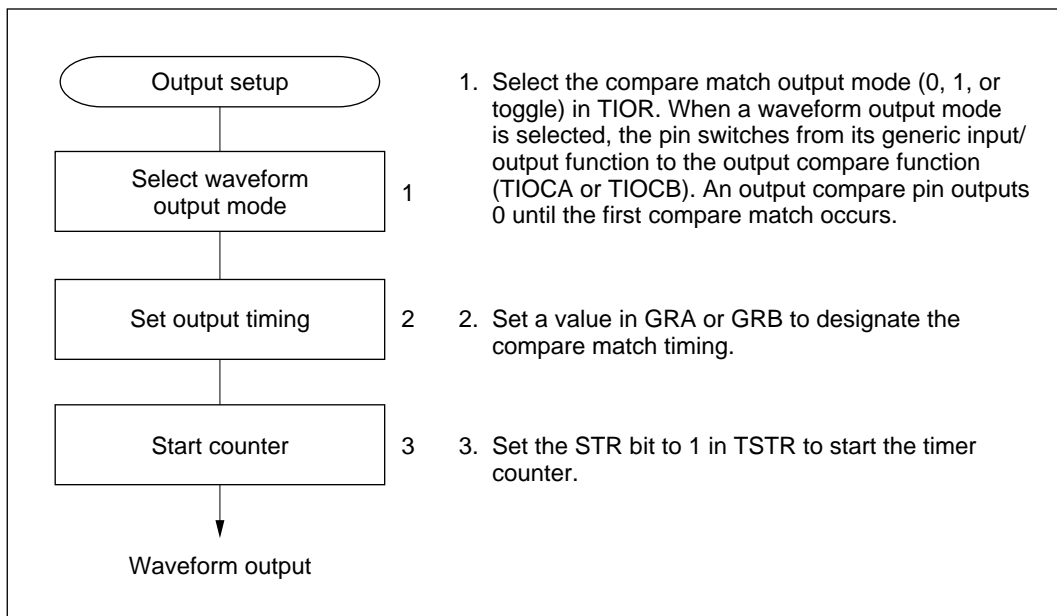 Output setup
Select waveform
output mode
1
1. Select the compare match output mode (0, 1, or
toggle) in TIOR. When a waveform output mode
is selected, the pin switches from its generic input/
output function to the output compare function
(TIOCA or TIOCB). An output compare pin outputs
0 until the first compare match occurs.
Set output timing
2
2. Set a value in GRA or GRB to designate the
compare match timing.
Start counter
3
3. Set the STR bit to 1 in TSTR to start the timer
counter.
Waveform output